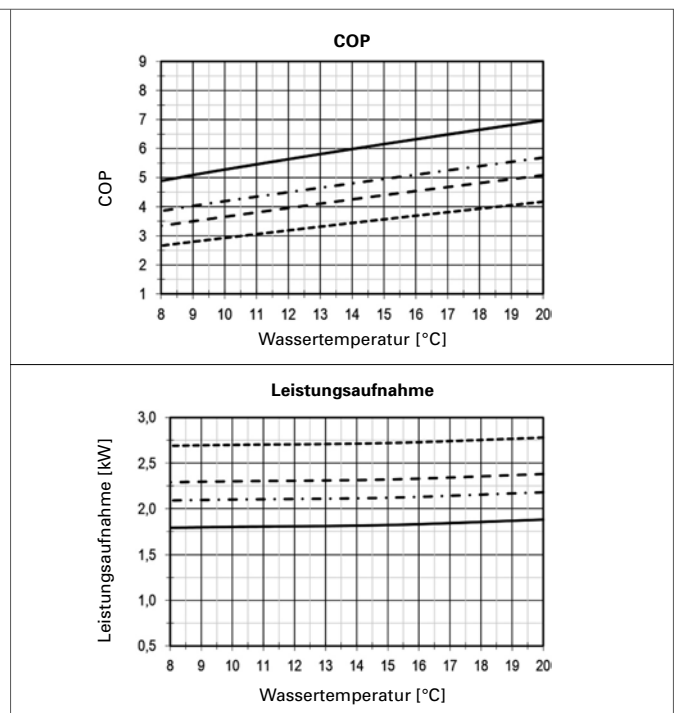 COP
9
8
7
6
5
4
3
2
1
COP
8 9 10 11 12 13 14 15 16 17 18 19 20
Wassertemperatur [°C]
Leistungsaufnahme
3,0
2,5
2,0
1,5
1,0
0,5
Leistungsaufnahme [kW]
8 9 10 11 12 13 14 15 16 17 18 19 20
Wassertemperatur [°C]